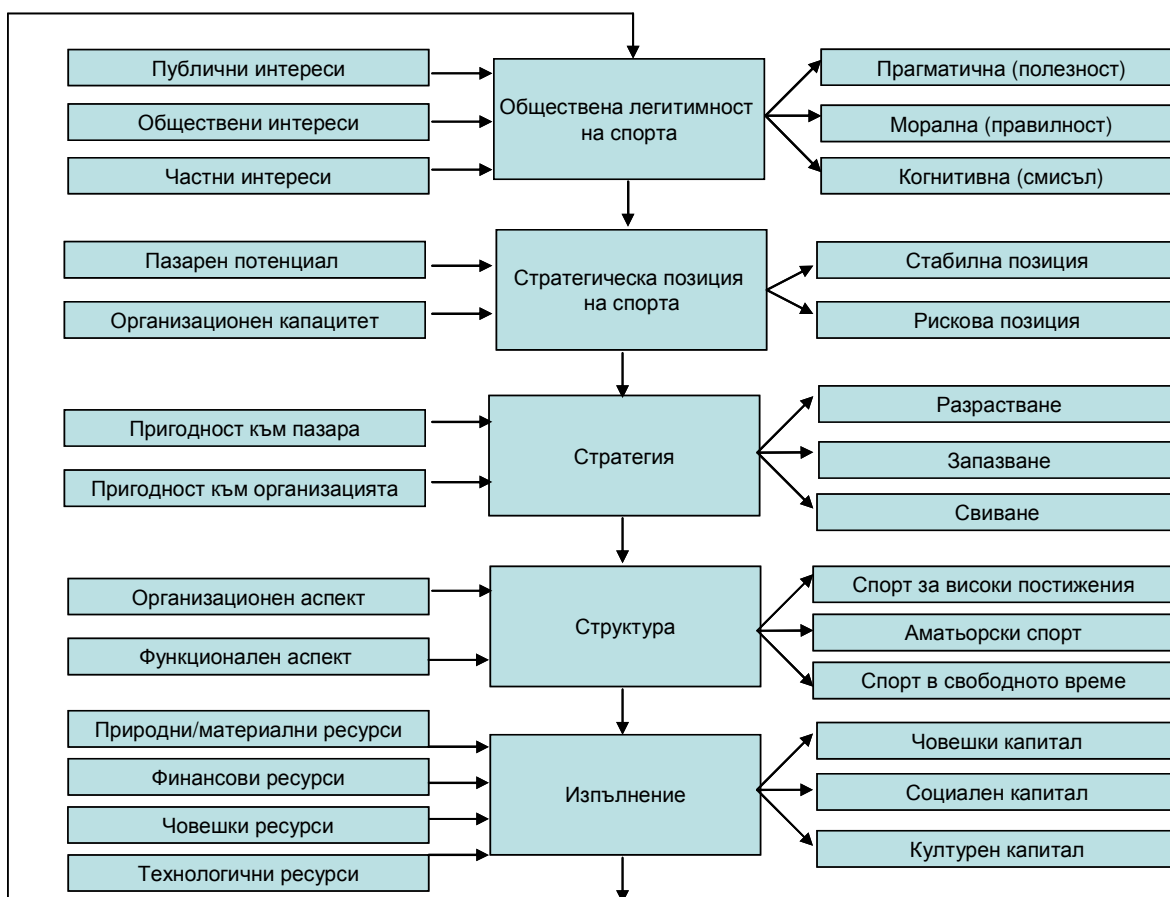 Публични интереси
Обществени интереси
Частни интереси
Обществена легитимност
на спорта
Прагматична (полезност)
Морална (правилност)
Когнитивна (смисъл)
Пазарен потенциал
Организационен капацитет
Стратегическа позиция
на спорта
Стабилна позиция
Рискова позиция
Пригодност към пазара
Пригодност към организацията
Стратегия
Разрастване
Запазване
Свиване
Организационен аспект
Функционален аспект
Структура
Спорт за високи постижения
Аматьорски спорт
Спорт в свободното време
Природни/материални ресурси
Финансови ресурси
Човешки ресурси
Технологични ресурси
Изпълнение
Човешки капитал
Социален капитал
Културен капитал